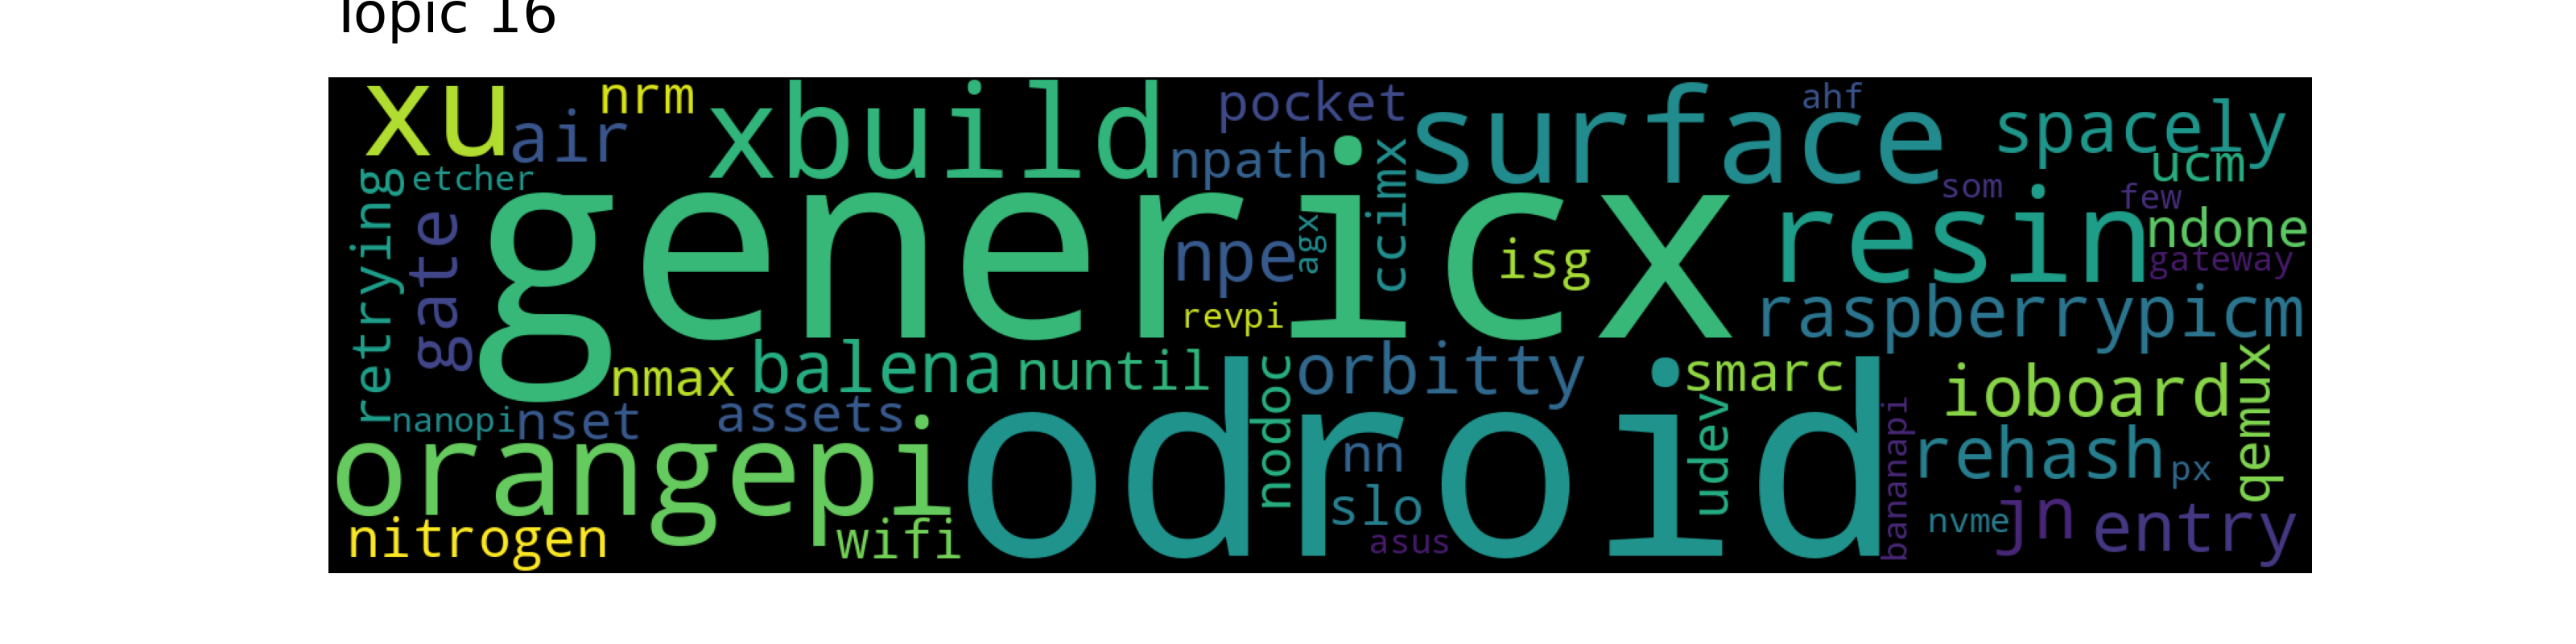 Topic 16
xu
air
nrm
xbuild
pocket
npath
ccimx
surface
ahf
spacely
ucm
retrying
etcher
gate
genericx
npe
agx
isg
revpi
som
few
resin
ndone
gateway
raspberrypicm
nmax
balena
nuntil
orbitty
smarc
ioboard
qemux
nanopi
nset
assets
nodoc
udev
orangepi
odroid
nn
slo
asus
bananapi
rehash
px
nitrogen
wifi
nvme
jn
entry